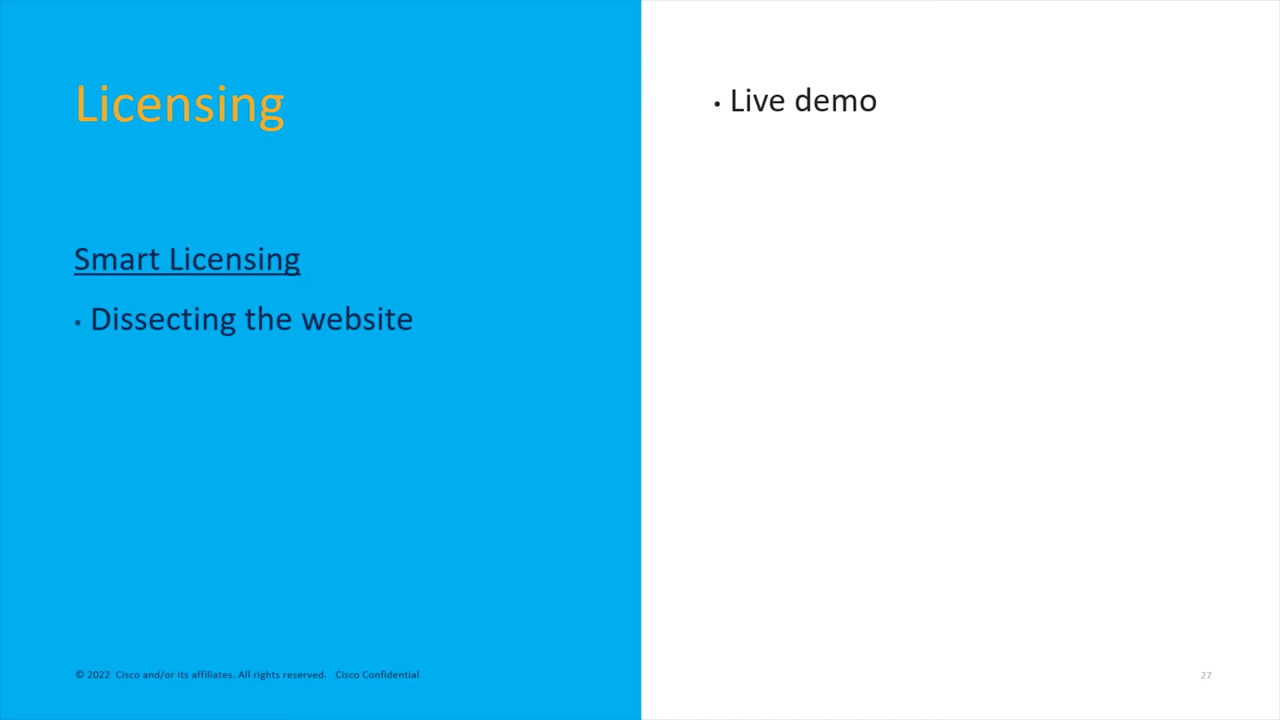 Licensing
Smart Licensing
• Dissecting the website
• Live demo
© 2022 Cisco and/or its affiliates. All rights reserved. Cisco Confidential
27